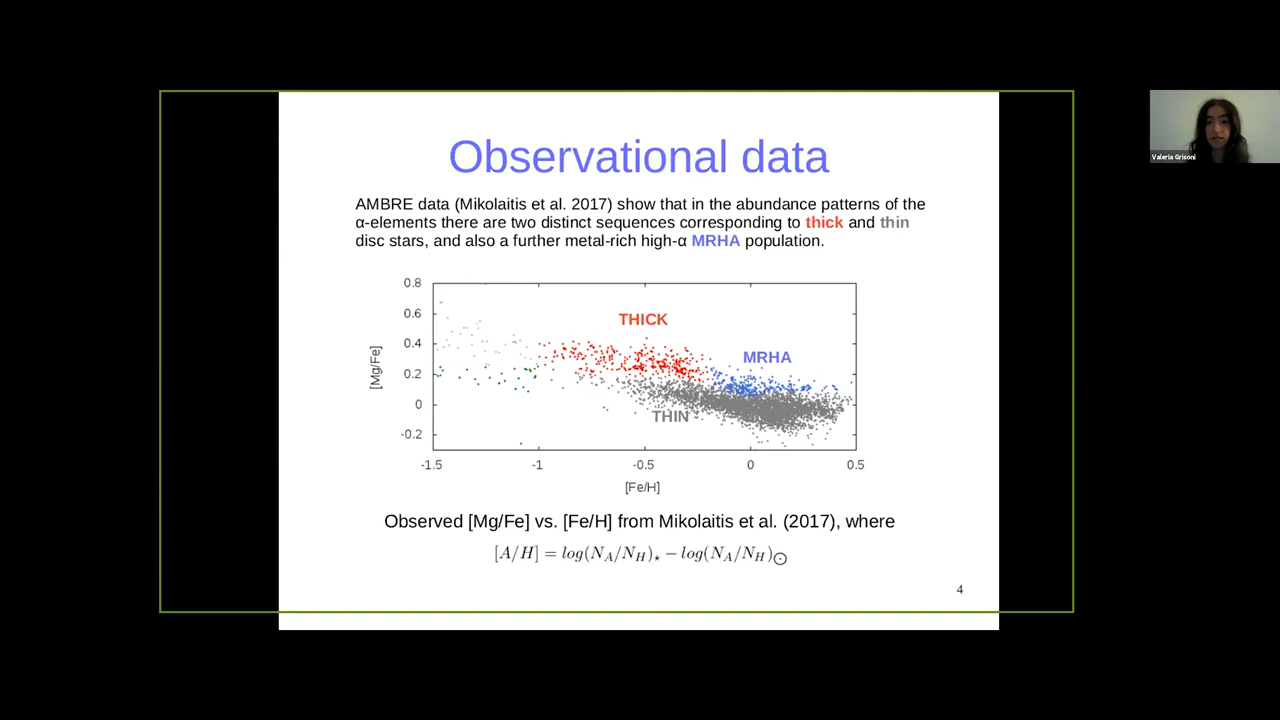 Observational data
AMBRE data (Mikolaitis et al. 2017) show that in the abundance patterns of the
α-elements there are two distinct sequences corresponding to thick and thin
disc stars, and also a further metal-rich high-α MRHA population.
0.8
0.6
0.4
0.2
0
-0.2
[Mg/Fe]
THICK
MRHA
THIN
-1.5 -1 -0.5 0 0.5
[Fe/H]
Observed [Mg/Fe] vs. [Fe/H] from Mikolaitis et al. (2017), where
[A/H] = log(N_A/N_H)⋆ − log(N_A/N_H)⊙
4
Valeria Grisoni